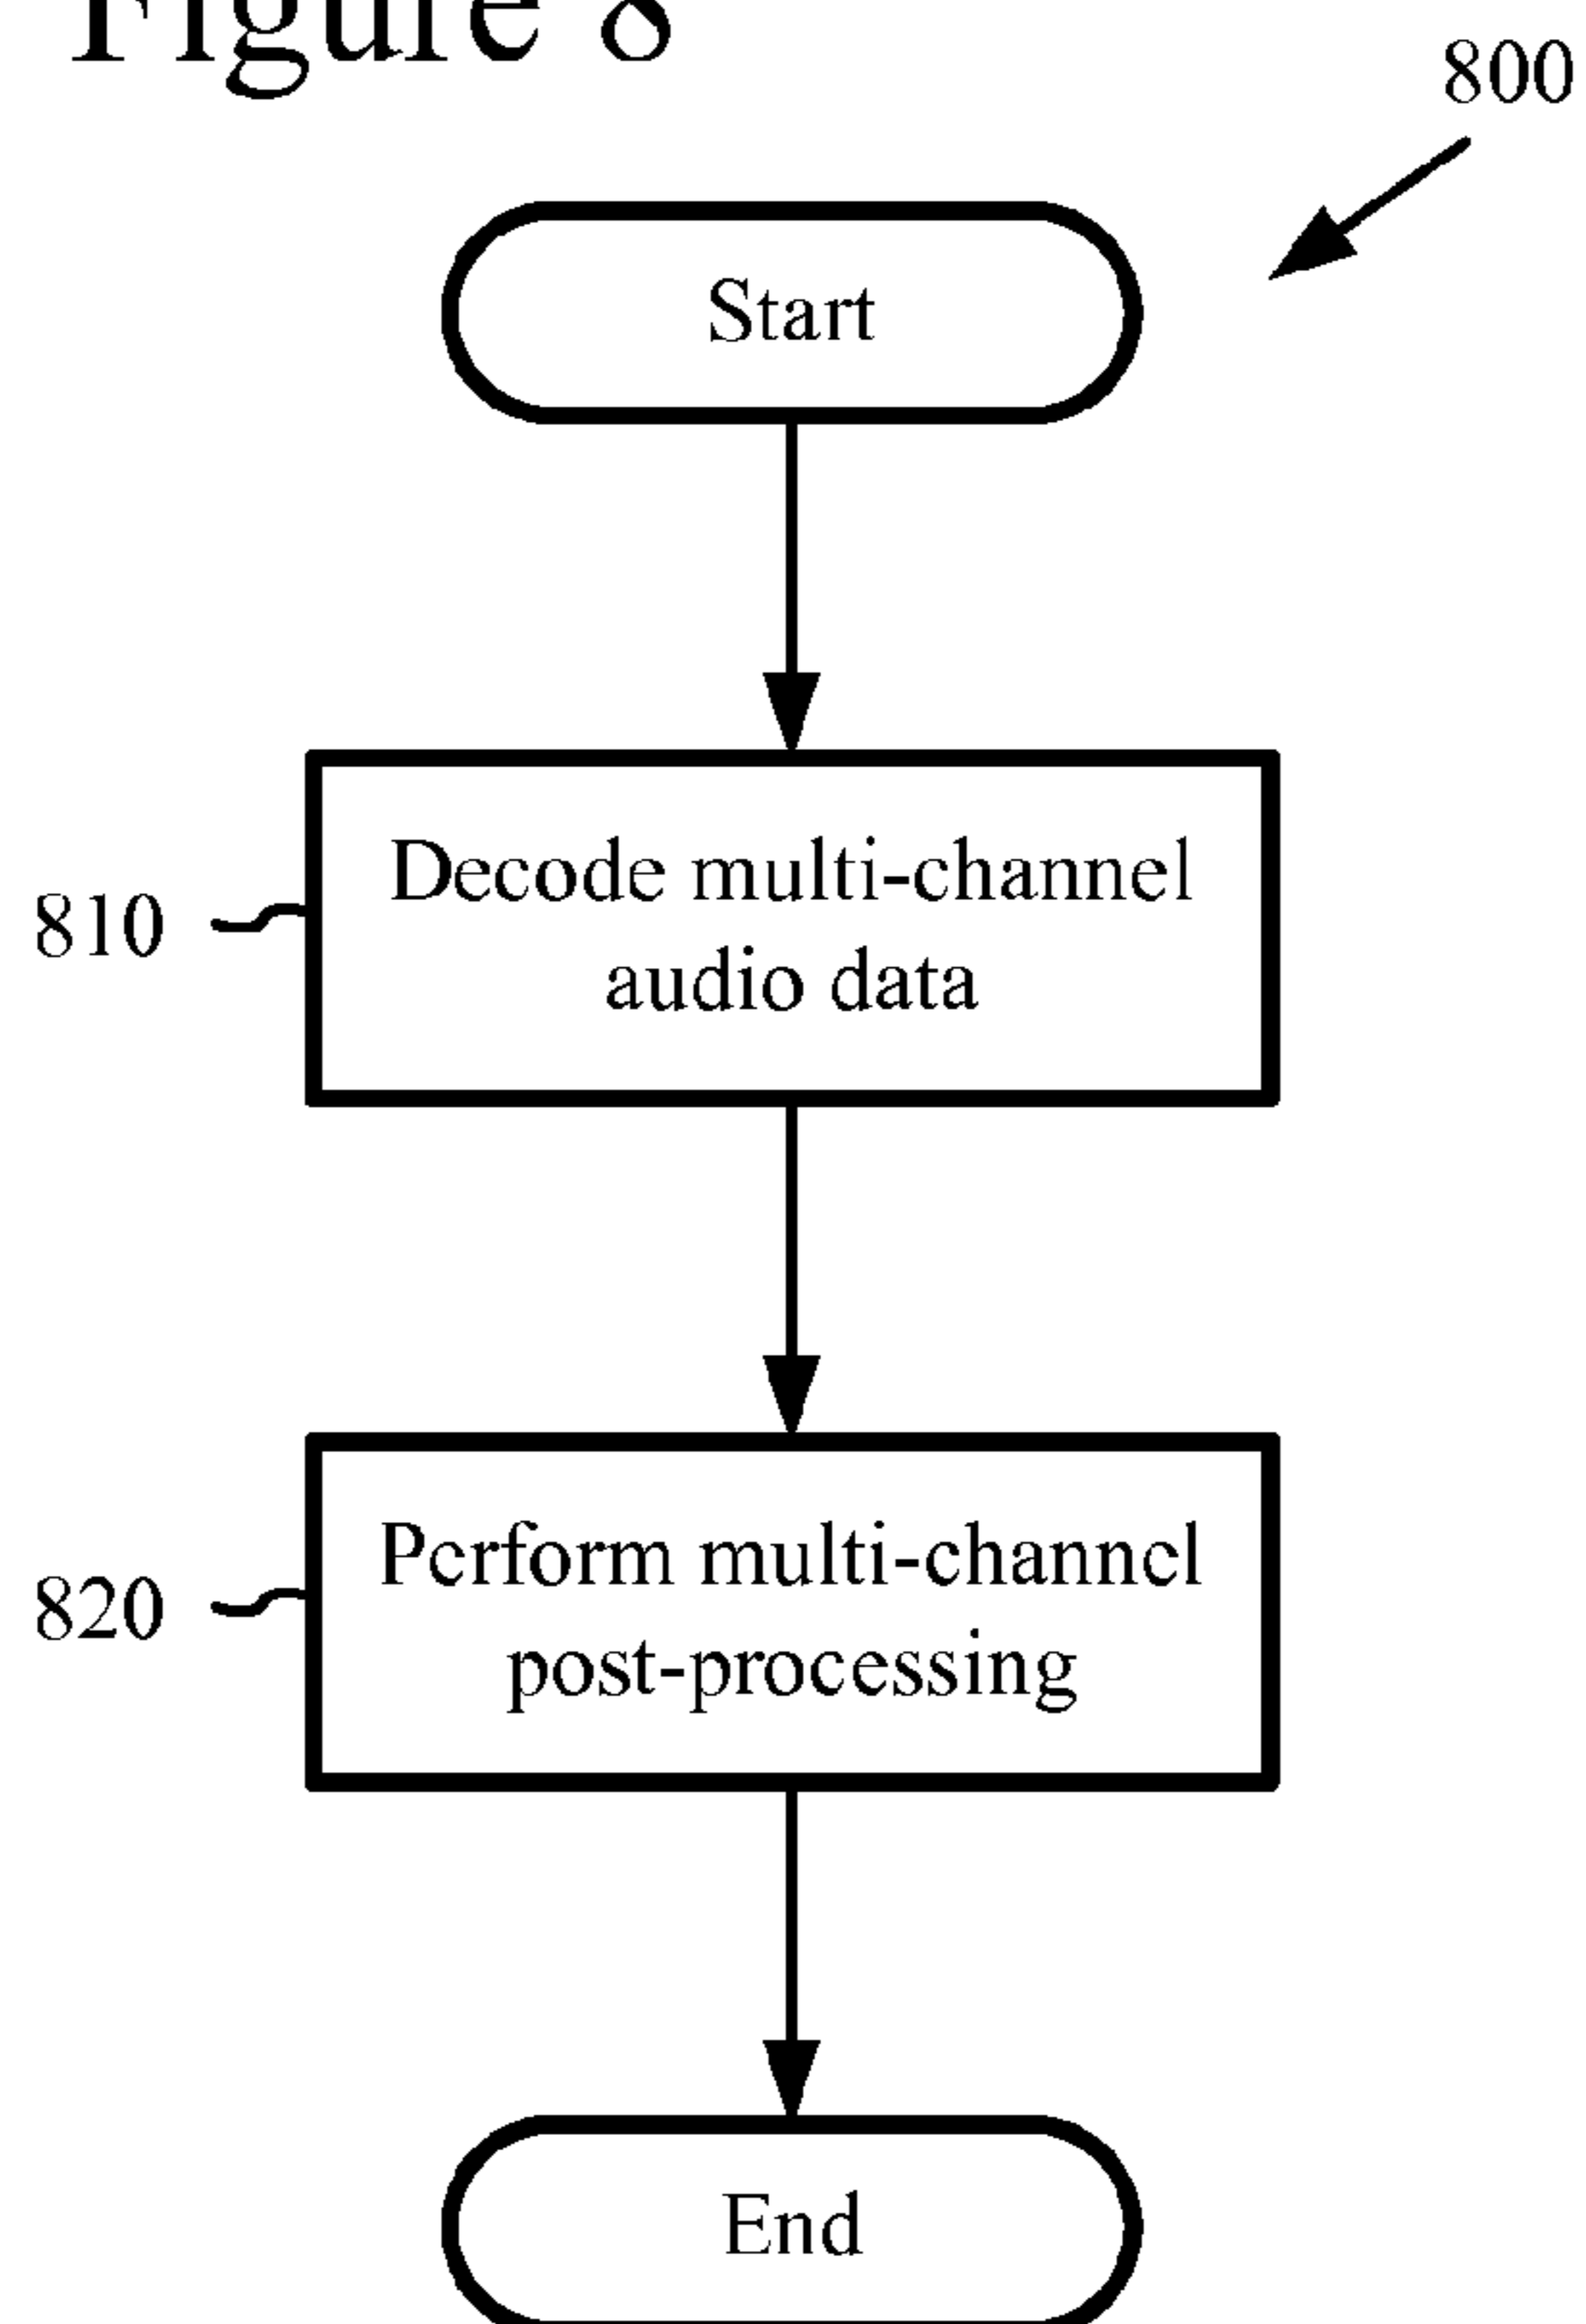 Figure 8
800
Start
810
Decode multi-channel
audio data
820
Perform multi-channel
post-processing
End